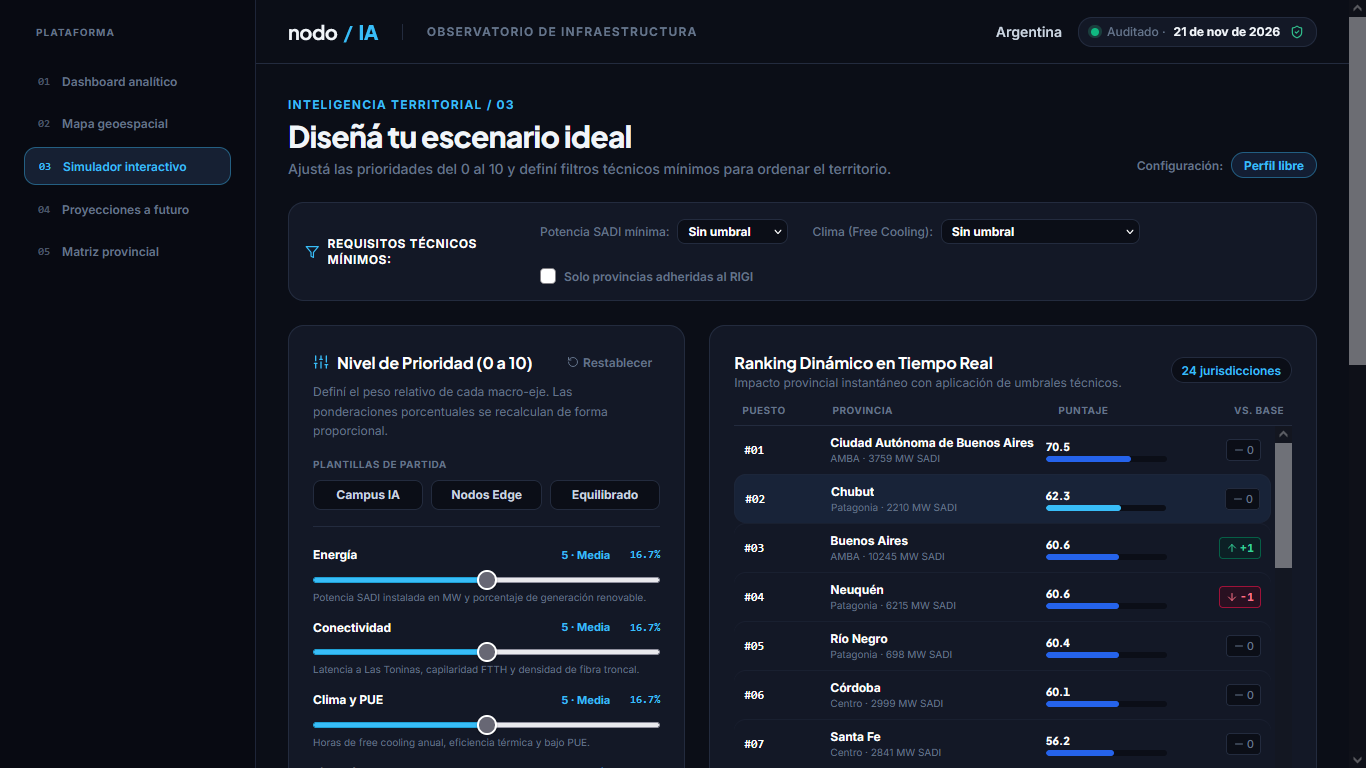 PLATAFORMA
01 Dashboard analítico
02 Mapa geoespacial
03 Simulador interactivo
04 Proyecciones a futuro
05 Matriz provincial
nodo / IA
OBSERVATORIO DE INFRAESTRUCTURA
Argentina
Auditado · 21 de nov de 2026
INTELIGENCIA TERRITORIAL / 03
Diseñá tu escenario ideal
Ajustá las prioridades del 0 al 10 y definí filtros técnicos mínimos para ordenar el territorio.
Configuración: Perfil libre
REQUISITOS TÉCNICOS
MÍNIMOS:
Potencia SADI mínima: Sin umbral
Clima (Free Cooling): Sin umbral
Solo provincias adheridas al RIGI
Nivel de Prioridad (0 a 10)
Restablecer
Definí el peso relativo de cada macro-eje. Las
ponderaciones porcentuales se recalculan de forma
proporcional.
PLANTILLAS DE PARTIDA
Campus IA
Nodos Edge
Equilibrado
Energía 5 · Media 16.7%
Potencia SADI instalada en MW y porcentaje de generación renovable.
Conectividad 5 · Media 16.7%
Latencia a Las Toninas, capilaridad FTTH y densidad de fibra troncal.
Clima y PUE 5 · Media 16.7%
Horas de free cooling anual, eficiencia térmica y bajo PUE.
Ranking Dinámico en Tiempo Real
Impacto provincial instantáneo con aplicación de umbrales técnicos.
24 jurisdicciones
PUESTO PROVINCIA PUNTAJE VS. BASE
#01 Ciudad Autónoma de Buenos Aires 70.5 — 0
AMBA · 3759 MW SADI
#02 Chubut 62.3 — 0
Patagonia · 2210 MW SADI
#03 Buenos Aires 60.6 ↑ +1
AMBA · 10245 MW SADI
#04 Neuquén 60.6 ↓ -1
Patagonia · 6215 MW SADI
#05 Río Negro 60.4 — 0
Patagonia · 698 MW SADI
#06 Córdoba 60.1 — 0
Centro · 2999 MW SADI
#07 Santa Fe 56.2 — 0
Centro · 2841 MW SADI